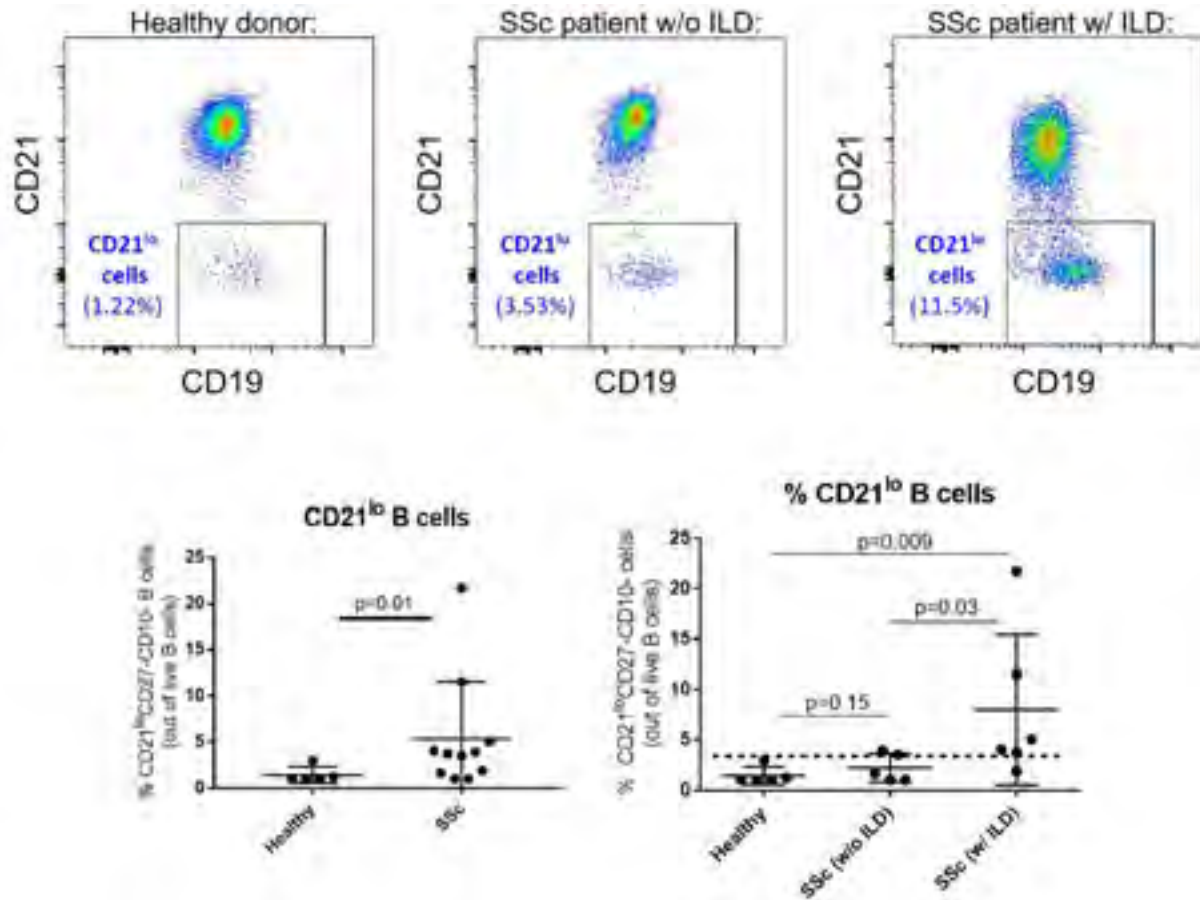 Healthy donor:
SSc patient w/o ILD:
SSc patient w/ ILD:
CD21
CD21lo
cells
(1.22%)
CD19
CD21
CD21lo
cells
(3.53%)
CD19
CD21
CD21lo
cells
(11.5%)
CD19
CD21lo B cells
% CD21loCD27-CD10- B cells
(out of live B cells)
25
20
15
10
5
0
p=0.01
Healthy
SSc
% CD21lo B cells
% CD21loCD27-CD10- cells
(out of live B cells)
25
20
15
10
5
0
p=0.009
p=0.03
p=0.15
Healthy
SSc (w/o ILD)
SSc (w/ ILD)